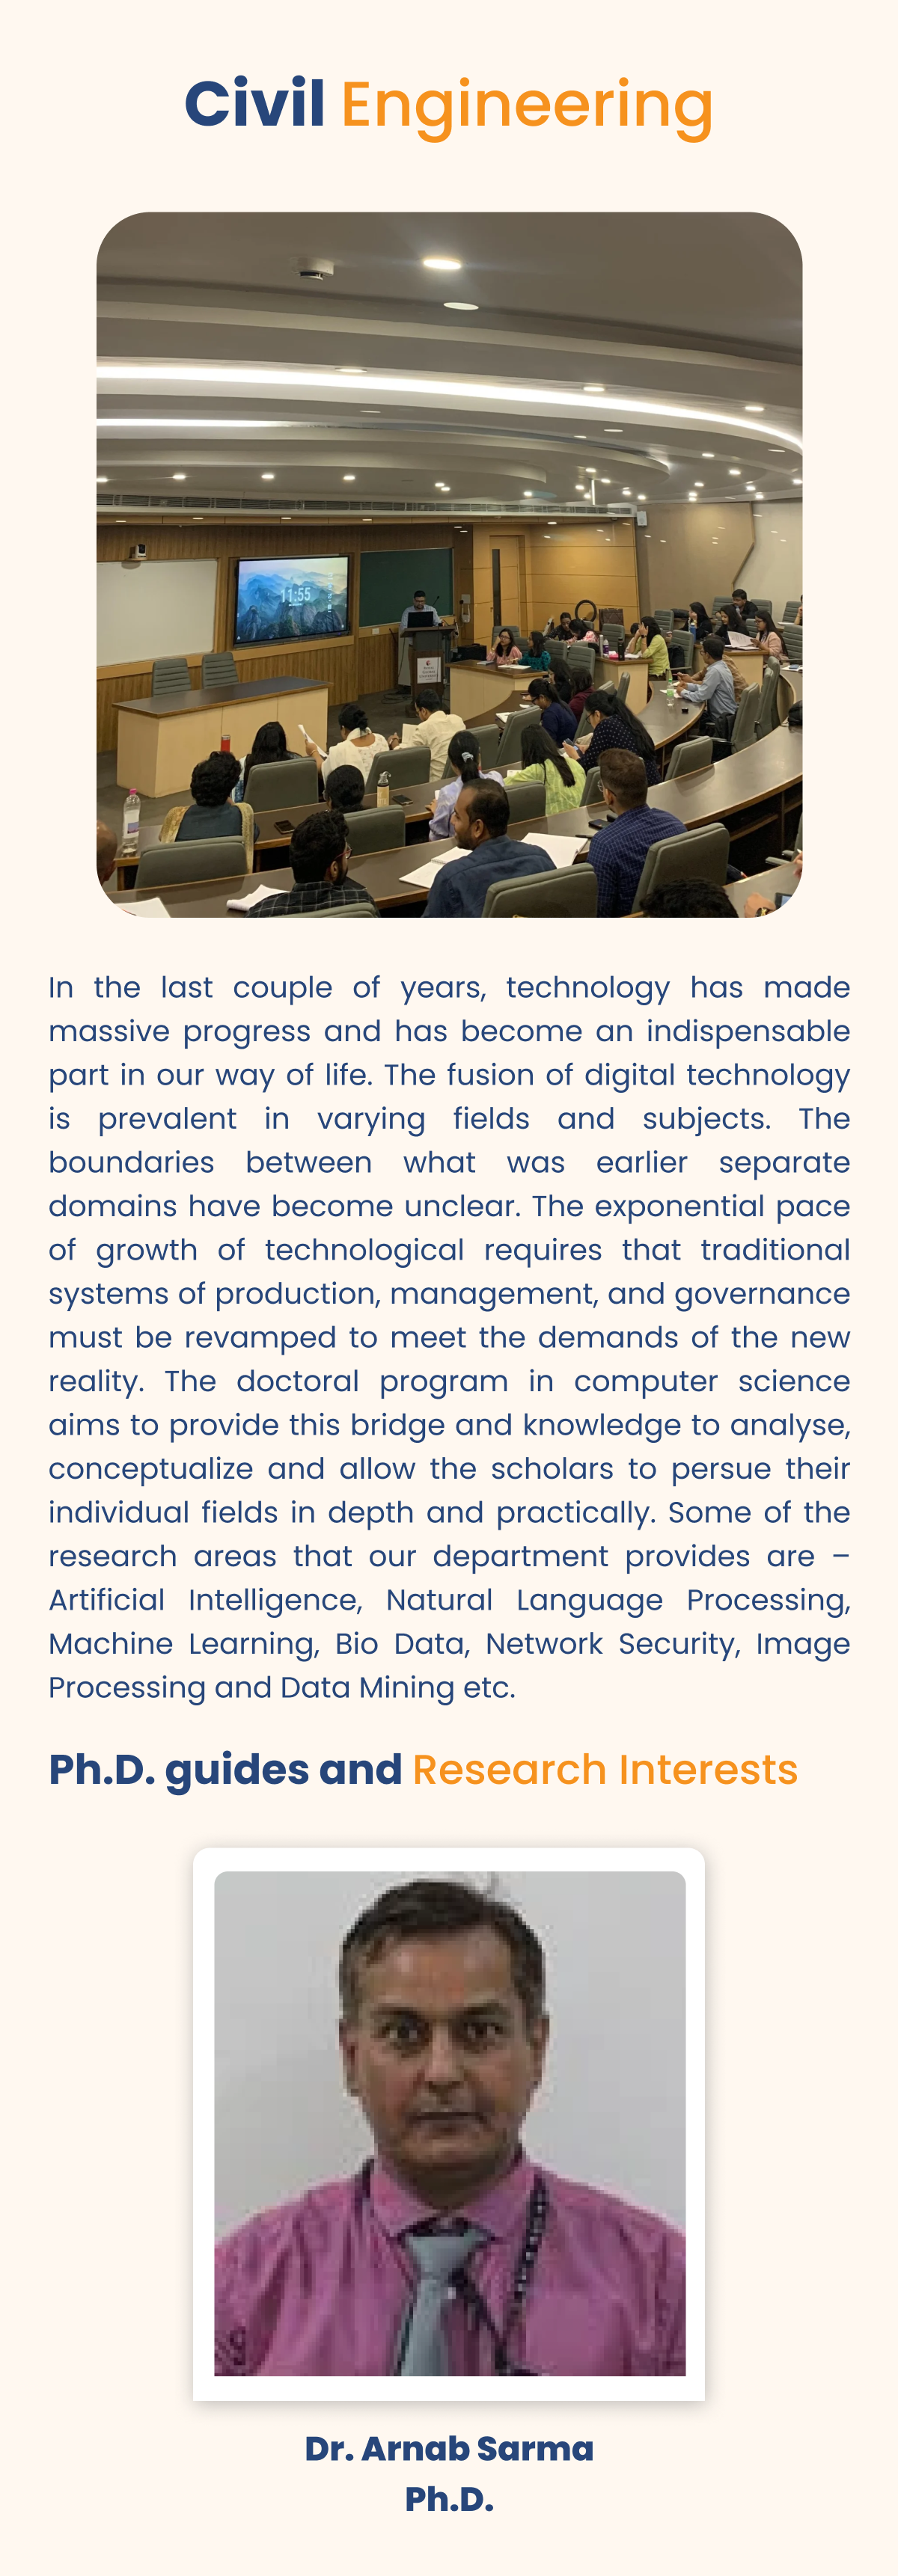 Civil Engineering
11:55
In the last couple of years, technology has made
massive progress and has become an indispensable
part in our way of life. The fusion of digital technology
is prevalent in varying fields and subjects. The
boundaries between what was earlier separate
domains have become unclear. The exponential pace
of growth of technological requires that traditional
systems of production, management, and governance
must be revamped to meet the demands of the new
reality. The doctoral program in computer science
aims to provide this bridge and knowledge to analyse,
conceptualize and allow the scholars to persue their
individual fields in depth and practically. Some of the
research areas that our department provides are –
Artificial Intelligence, Natural Language Processing,
Machine Learning, Bio Data, Network Security, Image
Processing and Data Mining etc.
Ph.D. guides and Research Interests
Dr. Arnab Sarma
Ph.D.